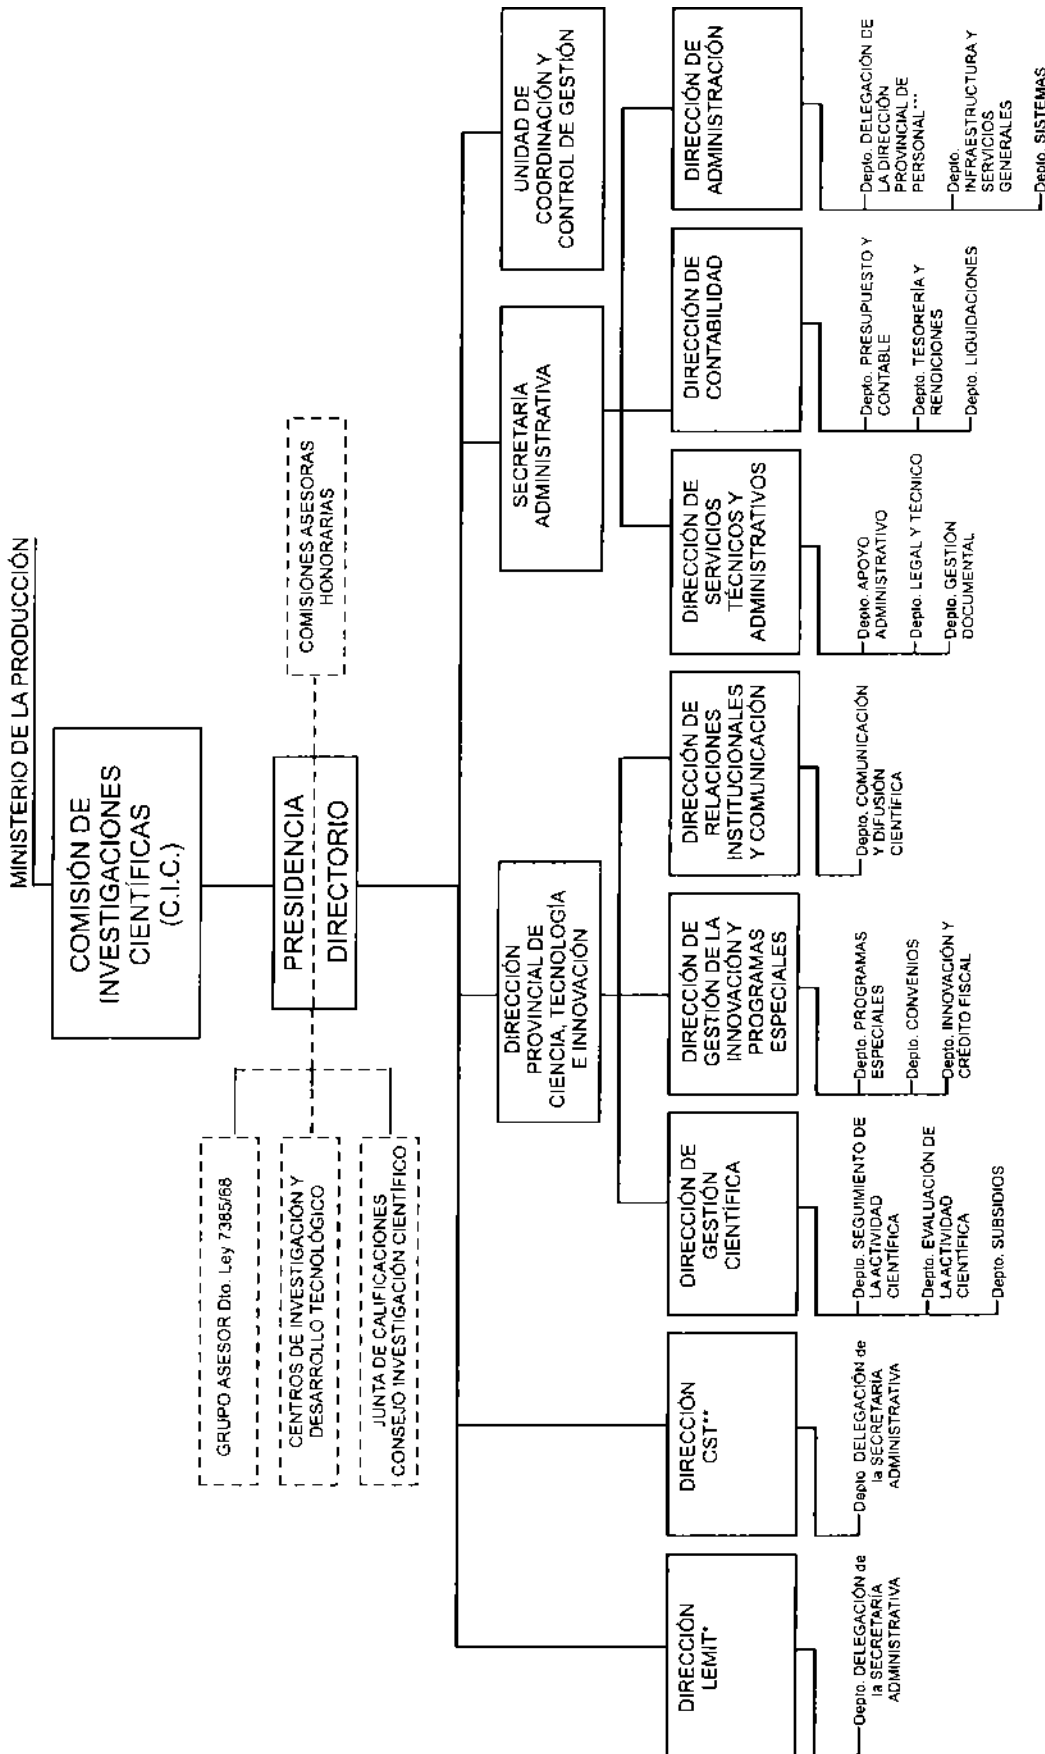 MINISTERIO DE LA PRODUCCIÓN
COMISIÓN DE
INVESTIGACIONES
CIENTÍFICAS
(C.I.C.)
GRUPO ASESOR Dto. Ley 7385/68
CENTROS DE INVESTIGACIÓN Y
DESARROLLO TECNOLÓGICO
JUNTA DE CALIFICACIONES
CONSEJO INVESTIGACIÓN CIENTÍFICO
PRESIDENCIA
DIRECTORIO
COMISIONES ASESORAS
HONORARIAS
DIRECCIÓN
PROVINCIAL DE
CIENCIA, TECNOLOGÍA
E INNOVACIÓN
SECRETARÍA
ADMINISTRATIVA
UNIDAD DE
COORDINACIÓN Y
CONTROL DE GESTIÓN
DIRECCIÓN
LEMIT*
Depto. DELEGACIÓN de
la SECRETARÍA
ADMINISTRATIVA
DIRECCIÓN
CST**
Depto DELEGACIÓN de
la SECRETARÍA
ADMINISTRATIVA
DIRECCIÓN DE
GESTIÓN
CIENTÍFICA
Depto. SEGUIMIENTO DE
LA ACTIVIDAD
CIENTÍFICA
Depto. EVALUACIÓN DE
LA ACTIVIDAD
CIENTÍFICA
Depto. SUBSIDIOS
DIRECCIÓN DE
GESTIÓN DE LA
INNOVACIÓN Y
PROGRAMAS
ESPECIALES
Depto. PROGRAMAS
ESPECIALES
Depto. CONVENIOS
Depto. INNOVACIÓN Y
CRÉDITO FISCAL
DIRECCIÓN DE
RELACIONES
INSTITUCIONALES
Y COMUNICACIÓN
Depto. COMUNICACIÓN
Y DIFUSIÓN
CIENTÍFICA
DIRECCIÓN DE
SERVICIOS
TÉCNICOS Y
ADMINISTRATIVOS
Depto. APOYO
ADMINISTRATIVO
Depto. LEGAL Y TÉCNICO
Depto. GESTIÓN
DOCUMENTAL
DIRECCIÓN DE
CONTABILIDAD
Depto. PRESUPUESTO Y
CONTABLE
Depto. TESORERÍA Y
RENDICIONES
Depto. LIQUIDACIONES
DIRECCIÓN DE
ADMINISTRACIÓN
Depto. DELEGACIÓN DE
LA DIRECCIÓN
PROVINCIAL DE
PERSONAL***
Depto.
INFRAESTRUCTURA Y
SERVICIOS
GENERALES
Depto. SISTEMAS